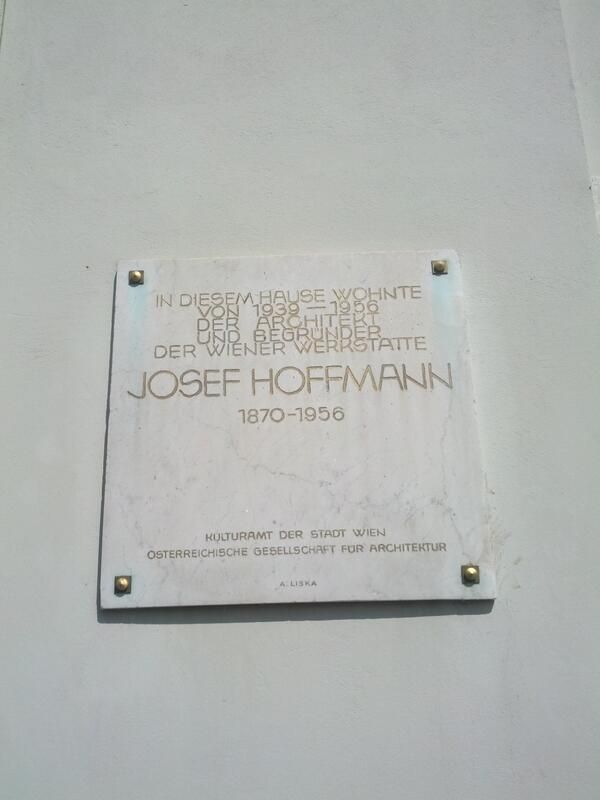 IN DIESEM HAUSE WOHNTE
VON 1939 – 1956
DER ARCHITEKT
UND BEGRÜNDER
DER WIENER WERKSTÄTTE
JOSEF HOFFMANN
1870-1956
KULTURAMT DER STADT WIEN
ÖSTERREICHISCHE GESELLSCHAFT FÜR ARCHITEKTUR
A. LISKA